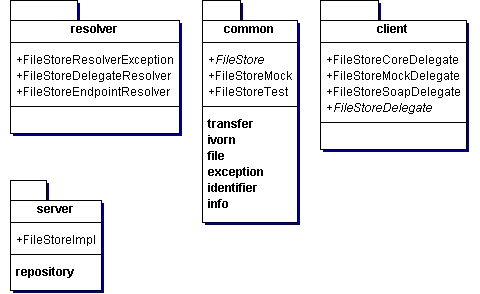 resolver
+FileStoreResolverException
+FileStoreDelegateResolver
+FileStoreEndpointResolver
common
+FileStore
+FileStoreMock
+FileStoreTest
transfer
ivorn
file
exception
identifier
info
client
+FileStoreCoreDelegate
+FileStoreMockDelegate
+FileStoreSoapDelegate
+FileStoreDelegate
server
+FileStoreImpl
repository